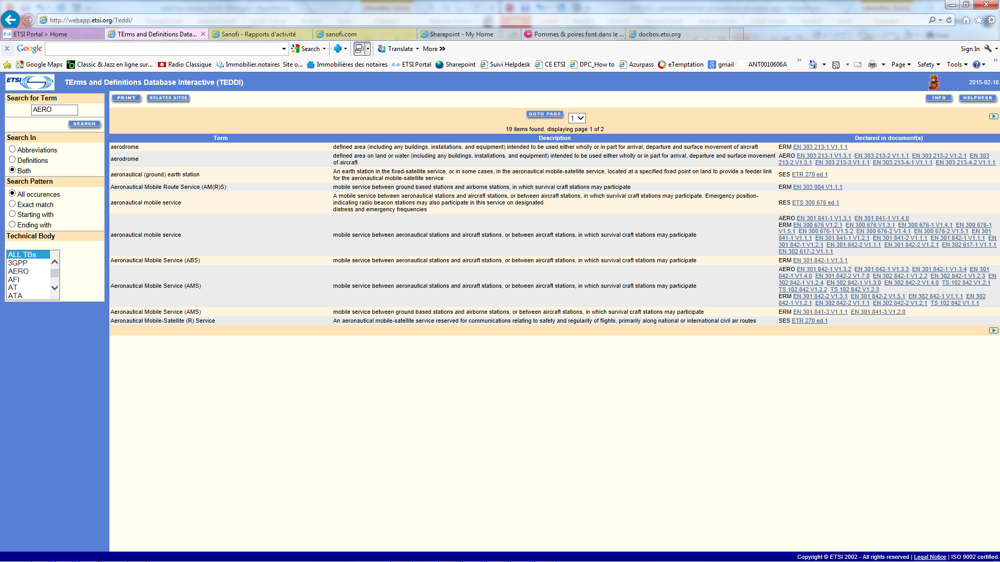 http://webapp.etsi.org/Teddi/
ETSI Portal > Home
TErms and Definitions Data...
Sanofi - Rapports d'activité
sanofi.com
Sharepoint - My Home
Pommes & poires font dans le ...
docbox.etsi.org
x Google Search Translate More » Sign In
Google Maps Classic & Jazz en ligne sur... Radio Classique Immobilier.notaires Site o... Immobilières des notaires ETSI Portal Sharepoint Suivi Helpdesk CE ETSI DPC_How to Azurpass eTemptation gmail ANT0010606A » Page Safety Tools »
ETSI TErms and Definitions Database Interactive (TEDDI) 2015-02-18
Search for Term
AERO
SEARCH
Search In
Abbreviations
Definitions
Both
Search Pattern
All occurences
Exact match
Starting with
Ending with
Technical Body
ALL TBs
3GPP
AERO
AFI
AT
ATA
PRINT RELATED SITES INFO HELPDESK
GOTO PAGE 1
19 items found, displaying page 1 of 2
Term Description Declared in document(s)
aerodrome defined area (including any buildings, installations, and equipment) intended to be used either wholly or in part for arrival, departure and surface movement of aircraft ERM EN 303 213-1 V1.1.1
aerodrome
defined area on land or water (including any buildings, installations, and equipment) intended to be used either wholly or in part for arrival, departure and surface movement
of aircraft
AERO EN 303 213-1 V1.3.1 EN 303 213-2 V1.1.1 EN 303 213-2 V1.2.1 EN 303
213-2 V1.3.1 EN 303 213-3 V1.1.1 EN 303 213-4-1 V1.1.1 EN 303 213-4-2 V1.1.1
aeronautical (ground) earth station
An earth station in the fixed-satellite service, or in some cases, in the aeronautical mobile-satellite service, located at a specified fixed point on land to provide a feeder link
for the aeronautical mobile-satellite service
SES ETR 270 ed.1
Aeronautical Mobile Route Service (AM(R)S) mobile service between ground based stations and airborne stations, in which survival craft stations may participate ERM EN 303 084 V1.1.1
aeronautical mobile service
A mobile service between aeronautical stations and aircraft stations, or between aircraft stations, in which survival craft stations may participate. Emergency position-
indicating radio beacon stations may also participate in this service on designated
distress and emergency frequencies
RES ETS 300 676 ed.1
aeronautical mobile service
mobile service between aeronautical stations and aircraft stations, or between aircraft stations, in which survival craft stations may participate
AERO EN 301 841-1 V1.3.1 EN 301 841-1 V1.4.0
ERM EN 300 676 V1.2.1 EN 300 676 V1.3.1 EN 300 676-1 V1.4.1 EN 300 676-1
V1.5.1 EN 300 676-1 V1.5.2 EN 300 676-2 V1.4.1 EN 300 676-2 V1.5.1 EN 301
841-1 V1.1.1 EN 301 841-1 V1.2.1 EN 301 841-2 V1.1.1 EN 301 842-1 V1.1.1 EN
301 842-1 V1.2.1 EN 301 842-2 V1.1.1 EN 301 842-2 V1.2.1 EN 302 617-1 V1.1.1
EN 302 617-2 V1.1.1
Aeronautical Mobile Service (ABS) mobile service between aeronautical stations and aircraft stations, or between aircraft stations, in which survival craft stations may participate ERM EN 301 842-1 V1.3.1
Aeronautical Mobile Service (AMS)
mobile service between aeronautical stations and aircraft stations, or between aircraft stations, in which survival craft stations may participate
AERO EN 301 842-1 V1.3.2 EN 301 842-1 V1.3.3 EN 301 842-1 V1.3.4 EN 301
842-1 V1.4.0 EN 301 842-2 V1.7.0 EN 302 842-1 V1.2.2 EN 302 842-1 V1.2.3 EN
302 842-1 V1.2.4 EN 302 842-1 V1.3.0 EN 302 842-2 V1.4.0 TS 102 842 V1.2.1
TS 102 842 V1.2.2 TS 102 842 V1.2.3
ERM EN 301 842-2 V1.3.1 EN 301 842-2 V1.5.1 EN 302 842-1 V1.1.1 EN 302
842-1 V1.2.1 EN 302 842-2 V1.1.1 EN 302 842-2 V1.2.1 TS 102 842 V1.1.1
Aeronautical Mobile Service (AMS) mobile service between ground based stations and airborne stations, or between aircraft stations, in which survival craft stations may participate ERM EN 301 841-3 V1.1.1 EN 301 841-3 V1.2.0
Aeronautical Mobile-Satellite (R) Service An aeronautical mobile-satellite service reserved for communications relating to safety and regularity of flights, primarily along national or international civil air routes SES ETR 270 ed.1
Copyright © ETSI 2002 - All rights reserved | Legal Notice | ISO 9002 certified.